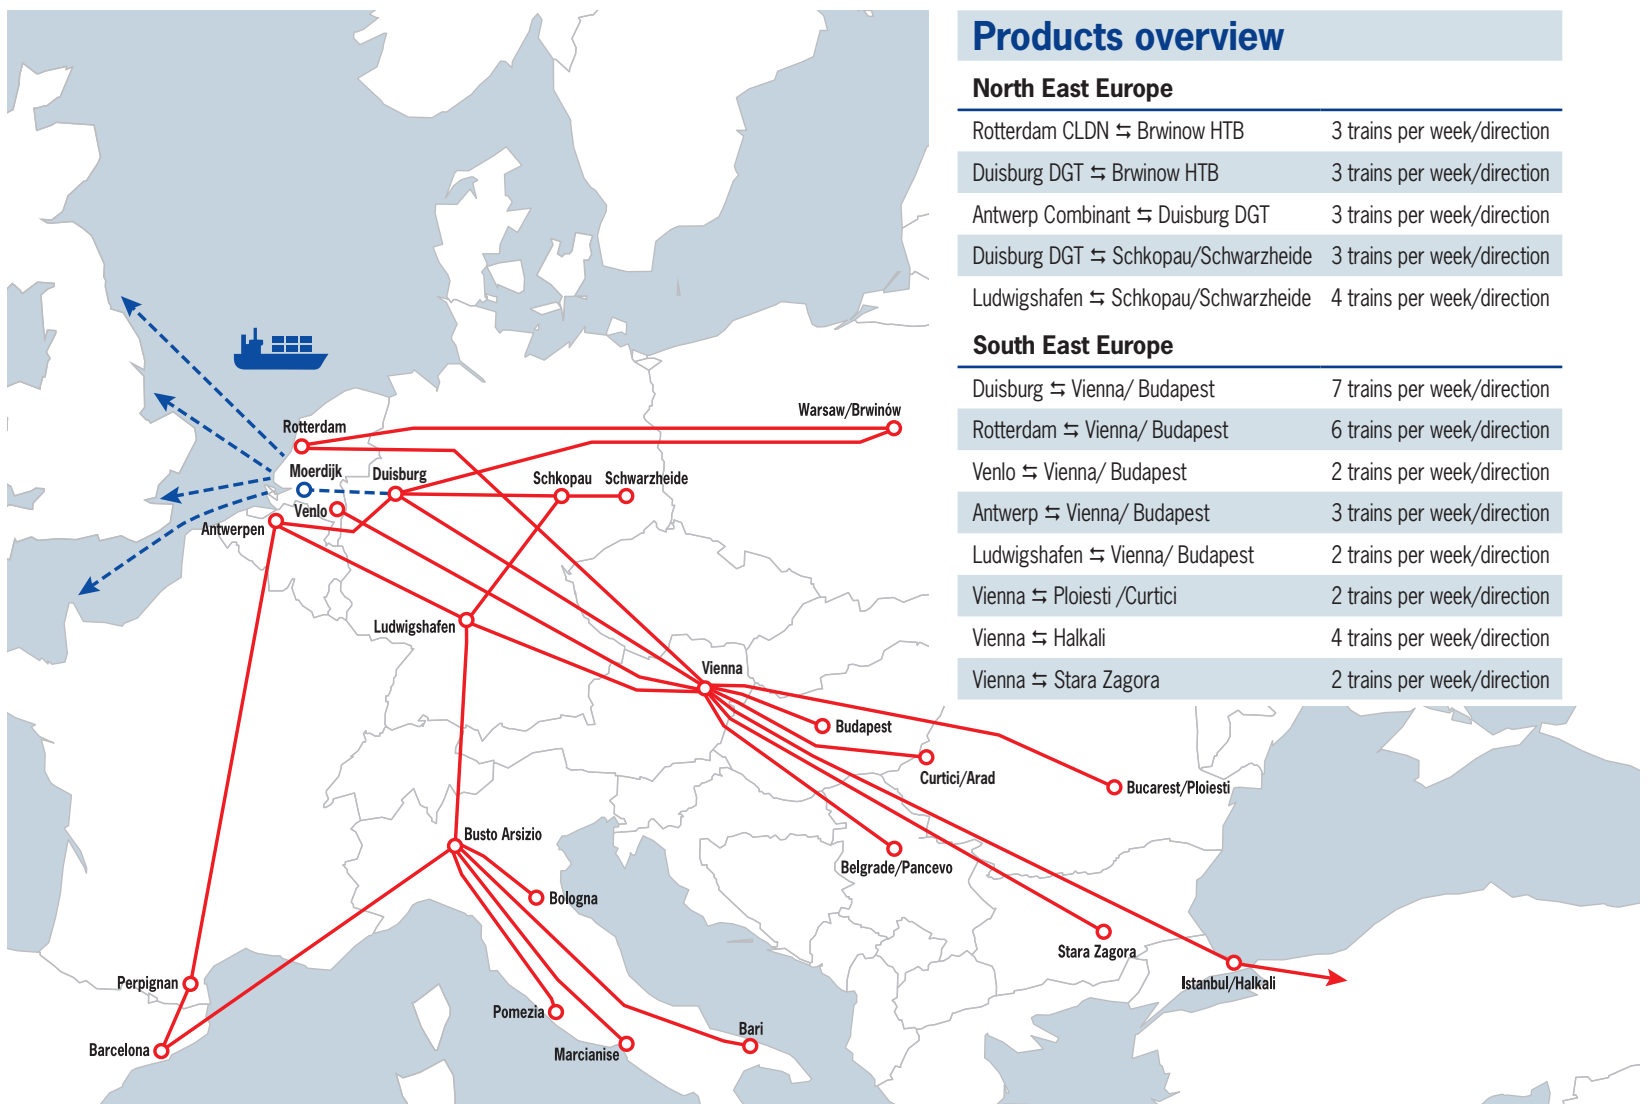 Products overview
North East Europe
Rotterdam CLDN ⇆ Brwinow HTB 3 trains per week/direction
Duisburg DGT ⇆ Brwinow HTB 3 trains per week/direction
Antwerp Combinant ⇆ Duisburg DGT 3 trains per week/direction
Duisburg DGT ⇆ Schkopau/Schwarzheide 3 trains per week/direction
Ludwigshafen ⇆ Schkopau/Schwarzheide 4 trains per week/direction
South East Europe
Duisburg ⇆ Vienna/ Budapest 7 trains per week/direction
Rotterdam ⇆ Vienna/ Budapest 6 trains per week/direction
Venlo ⇆ Vienna/ Budapest 2 trains per week/direction
Antwerp ⇆ Vienna/ Budapest 3 trains per week/direction
Ludwigshafen ⇆ Vienna/ Budapest 2 trains per week/direction
Vienna ⇆ Ploiesti /Curtici 2 trains per week/direction
Vienna ⇆ Halkali 4 trains per week/direction
Vienna ⇆ Stara Zagora 2 trains per week/direction
Warsaw/Brwinów
Rotterdam
Moerdijk
Duisburg
Schkopau
Schwarzheide
Venlo
Antwerpen
Ludwigshafen
Vienna
Budapest
Curtici/Arad
Bucarest/Ploiesti
Busto Arsizio
Belgrade/Pancevo
Bologna
Stara Zagora
Perpignan
Istanbul/Halkali
Pomezia
Bari
Barcelona
Marcianise